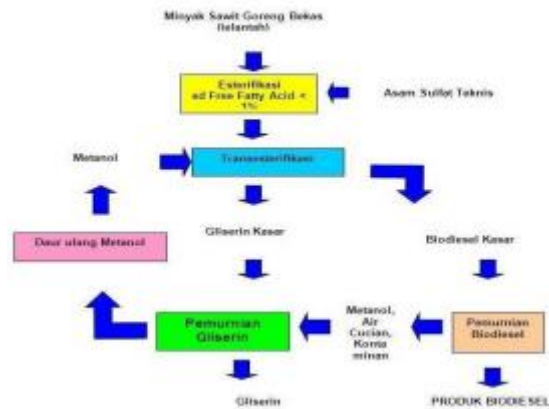 Minyak Sawit Goreng Bekas
(jelantah)
Esterifikasi
sd Free Fatty Acid <
1%
Asam Sulfat Teknis
Metanol
Transesterifikasi
Daur ulang Metanol
Gliserin Kasar
Biodiesel Kasar
Pemurnian
Gliserin
Metanol,
Air
Cucian,
Konta
minan
Pemurnian
Biodiesel
Gliserin
PRODUK BIODIESEL